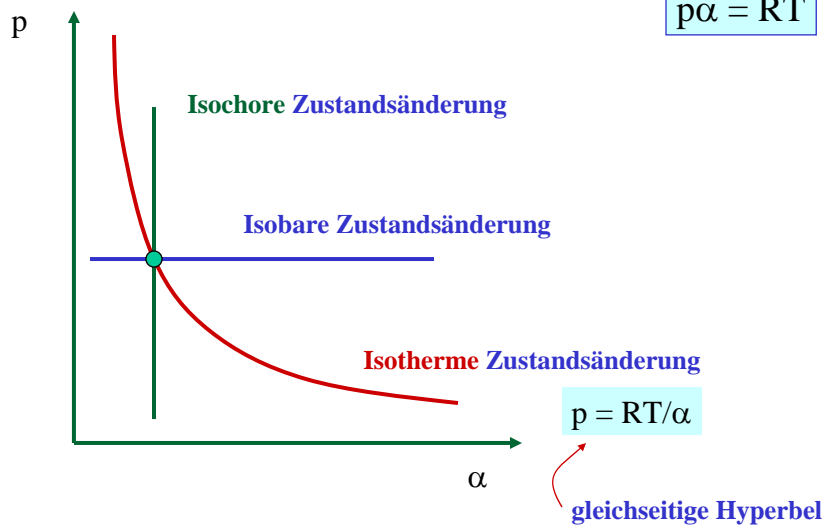 pα = RT
p
Isochore Zustandsänderung
Isobare Zustandsänderung
Isotherme Zustandsänderung
p = RT/α
α
gleichseitige Hyperbel